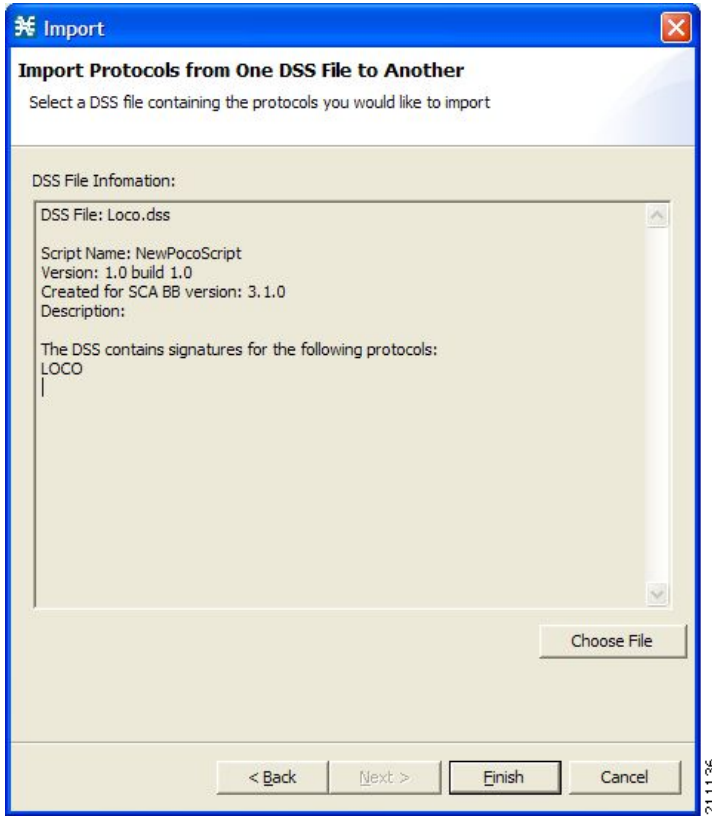 Import
Import Protocols from One DSS File to Another
Select a DSS file containing the protocols you would like to import
DSS File Infomation:
DSS File: Loco.dss
Script Name: NewPocoScript
Version: 1.0 build 1.0
Created for SCA BB version: 3.1.0
Description:
The DSS contains signatures for the following protocols:
LOCO
Choose File
< Back
Next >
Finish
Cancel
211136